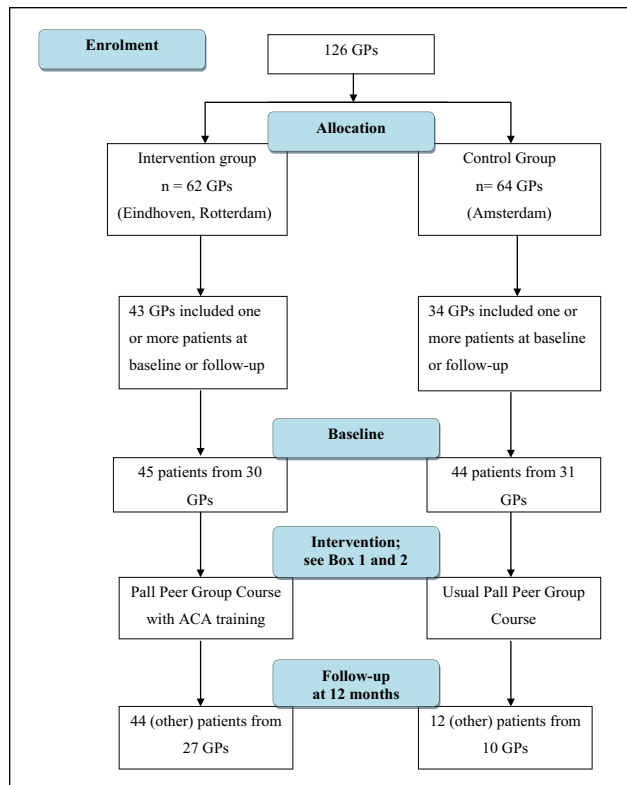 Enrolment
126 GPs
Allocation
Intervention group
n = 62 GPs
(Eindhoven, Rotterdam)
Control Group
n= 64 GPs
(Amsterdam)
43 GPs included one
or more patients at
baseline or follow-up
34 GPs included one or
more patients at baseline
or follow-up
Baseline
45 patients from 30
GPs
44 patients from 31
GPs
Intervention;
see Box 1 and 2
Pall Peer Group Course
with ACA training
Usual Pall Peer Group
Course
Follow-up
at 12 months
44 (other) patients from
27 GPs
12 (other) patients from
10 GPs